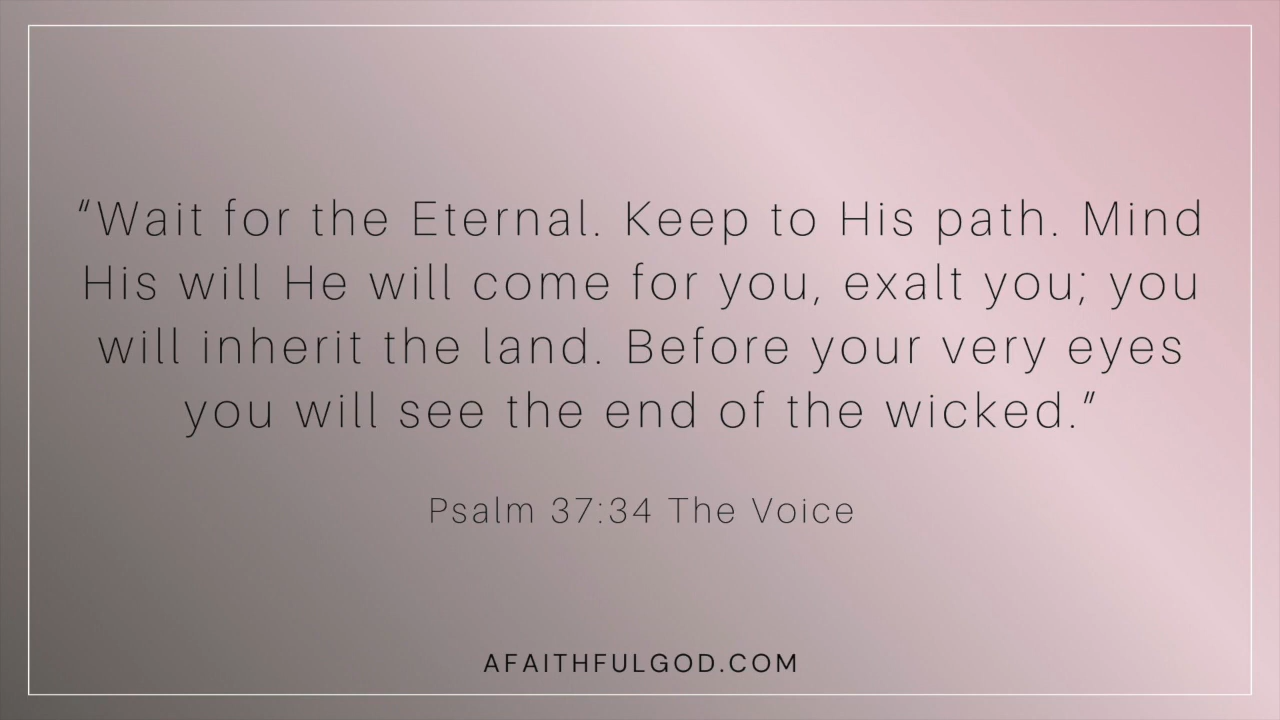 “Wait for the Eternal. Keep to His path. Mind
His will He will come for you, exalt you; you
will inherit the land. Before your very eyes
you will see the end of the wicked.”
Psalm 37:34 The Voice
AFAITHFULGOD.COM